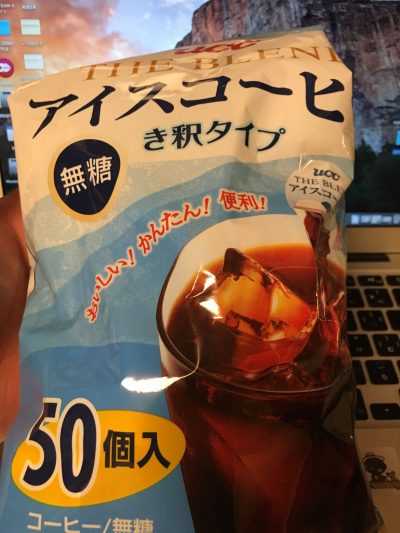 ucc
THE BLEND
アイスコーヒ
き釈タイプ
無糖
おいしい! かんたん! 便利!
ucc
THE BLE
アイスコー
50個入
コーヒー/無糖